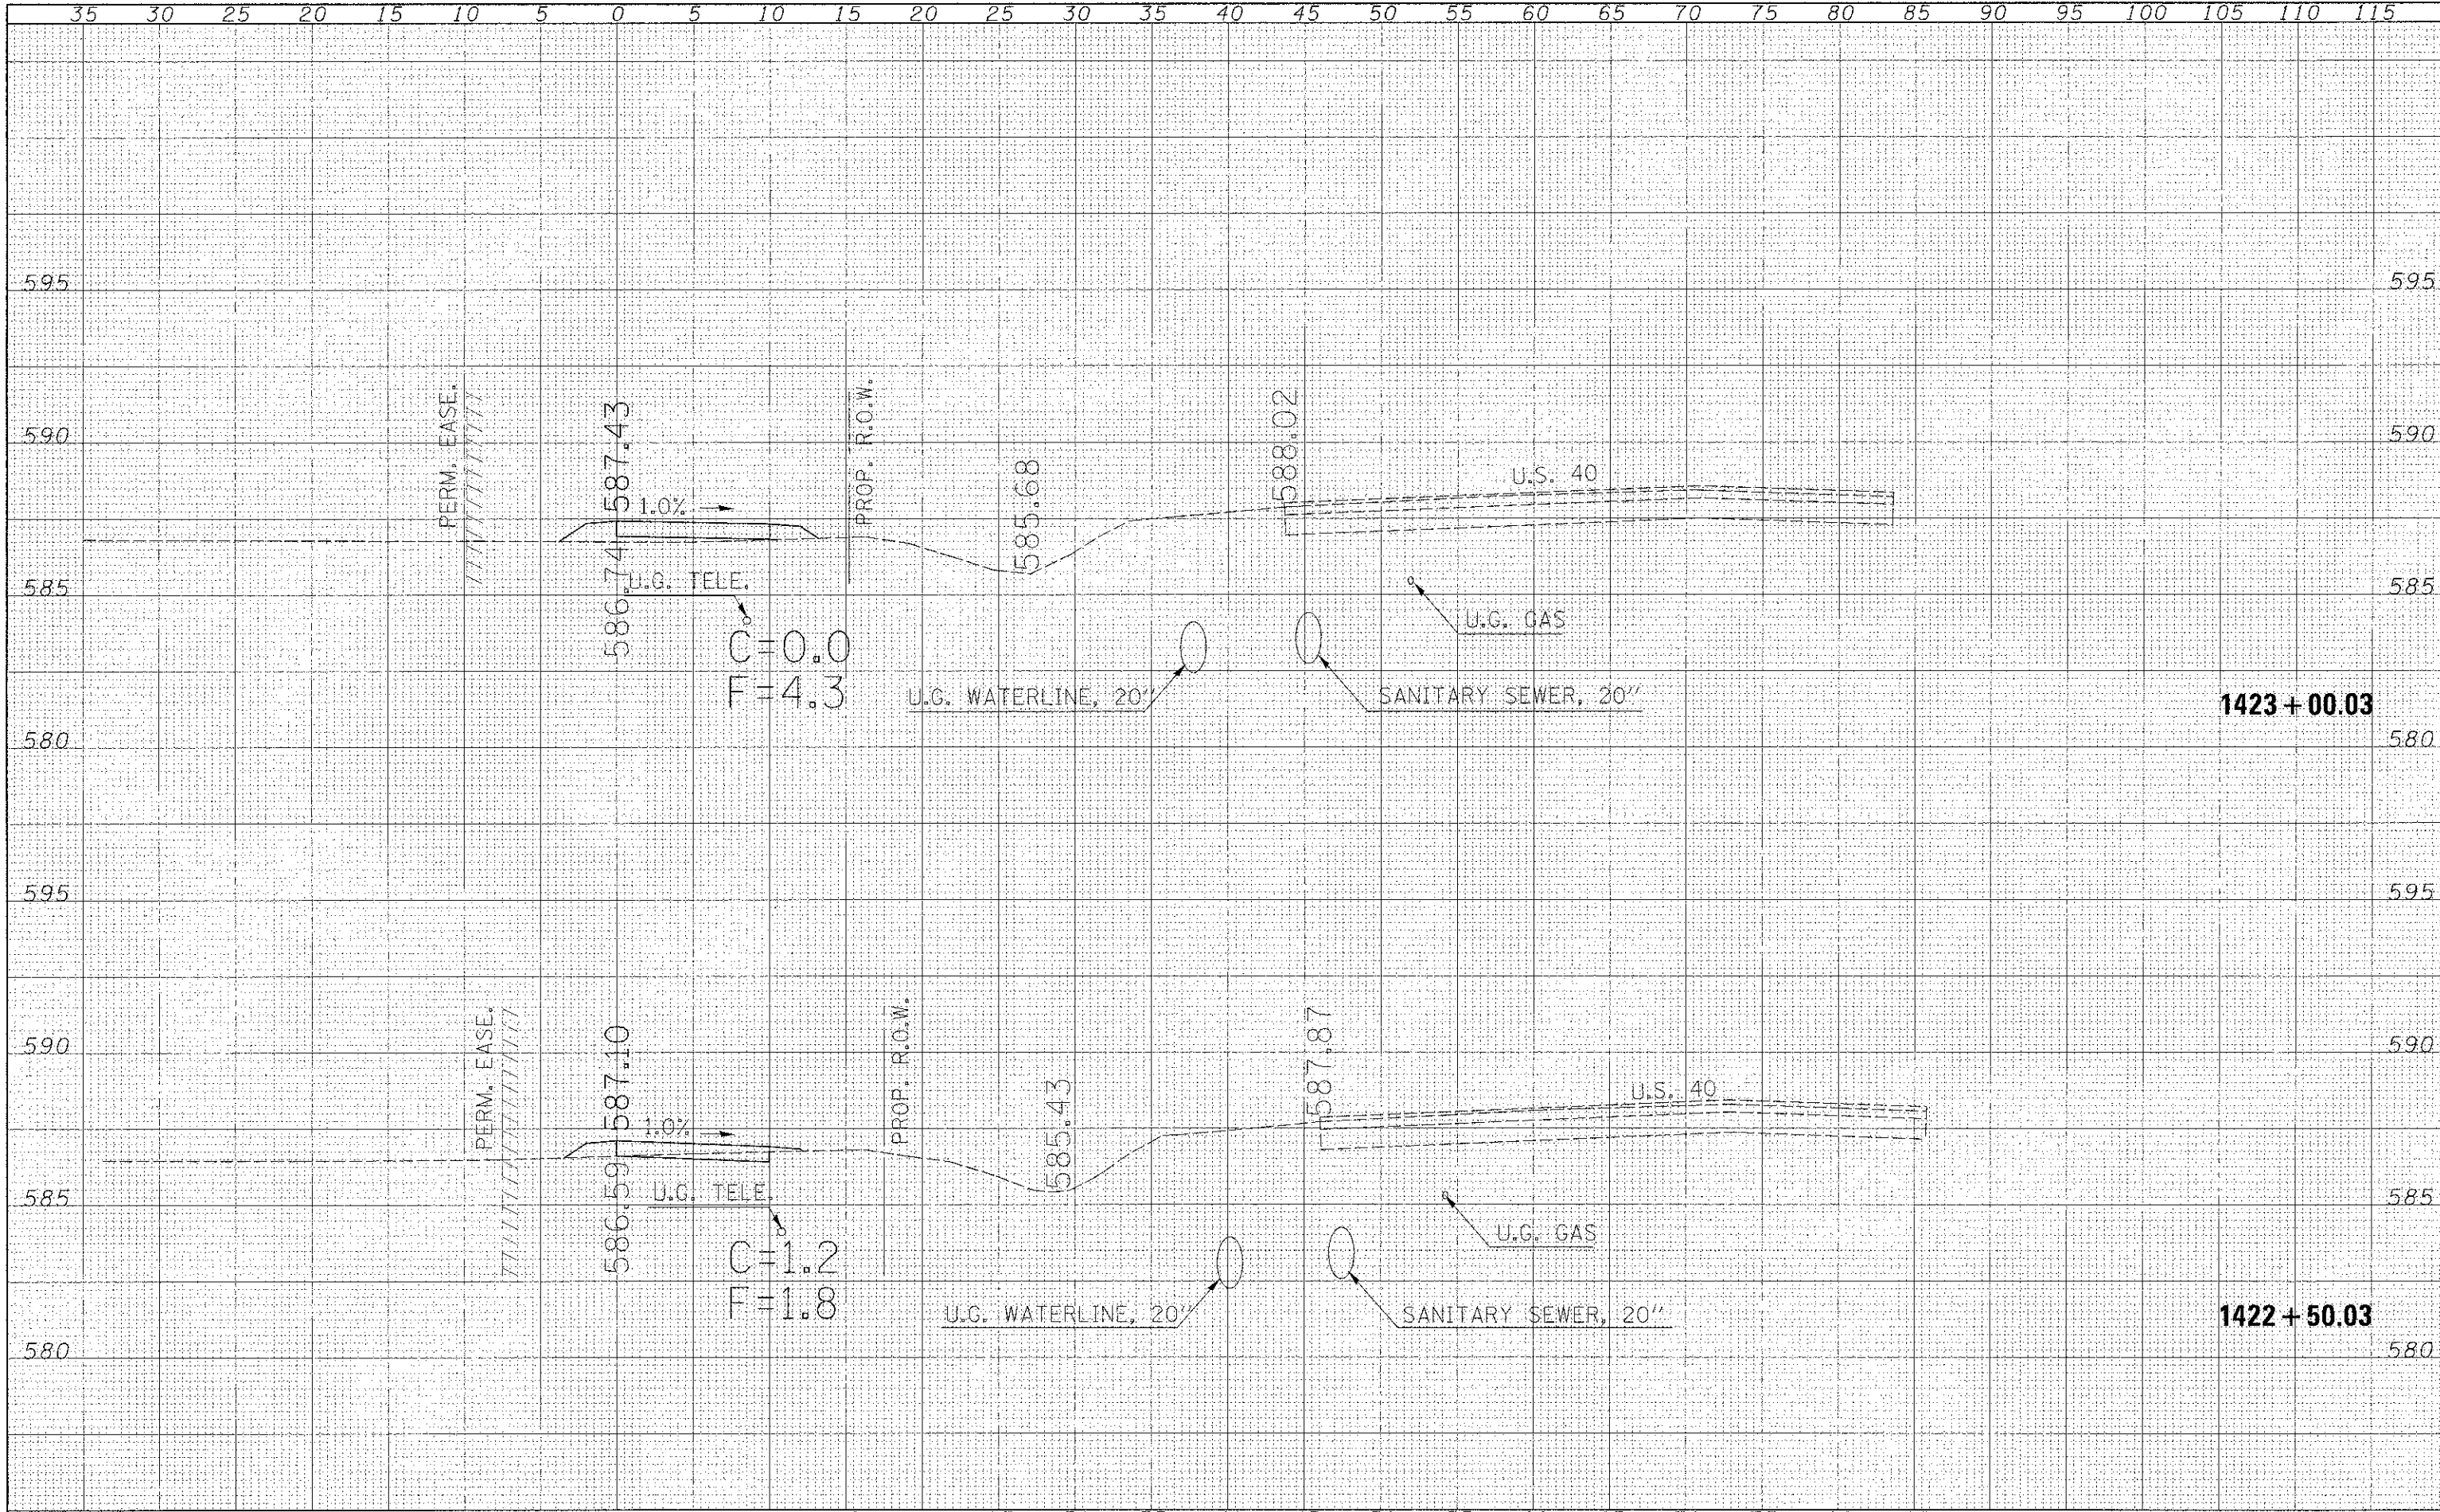 35 30 25 20 15 10 5 0 5 10 15 20 25 30 35 40 45 50 55 60 65 70 75 80 85 90 95 100 105 110 115
595 595
590 590
PERM. EASE.
587.43
1.0%
PROP. R.O.W.
585.68
588.02
U.S. 40
585 585
586.74
U.G. TELE.
C=0.0
F=4.3
U.G. GAS
U.G. WATERLINE, 20"
SANITARY SEWER, 20"
1423+00.03
580 580
595 595
590 590
PERM. EASE.
587.10
1.0%
PROP. R.O.W.
585.43
587.87
U.S. 40
585 585
586.59
U.G. TELE.
C=1.2
F=1.8
U.G. GAS
U.G. WATERLINE, 20"
SANITARY SEWER, 20"
1422+50.03
580 580